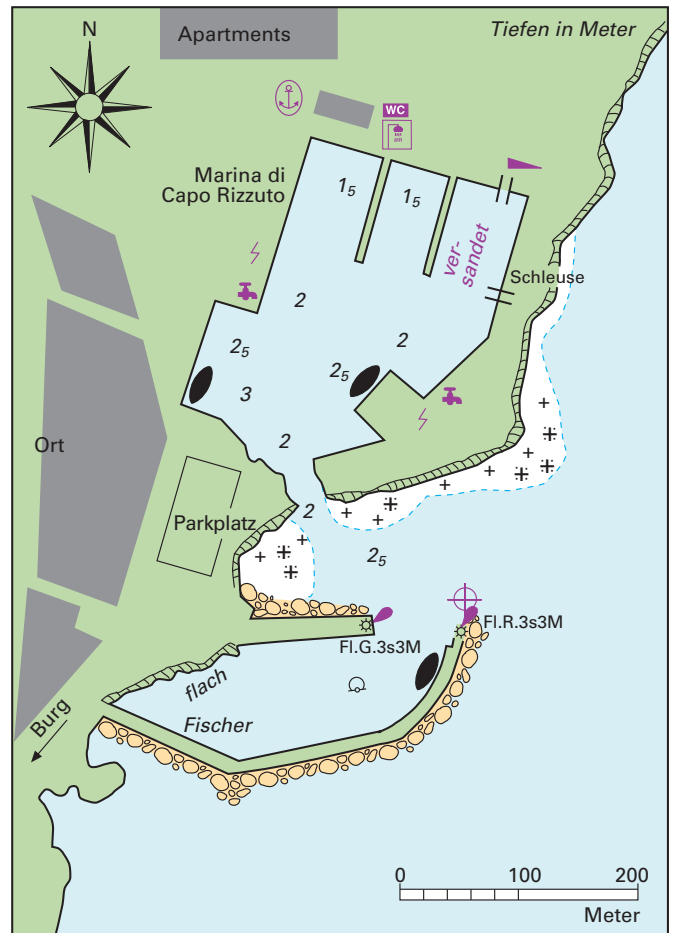 Apartments
Tiefen in Meter
N
WC
Marina di
Capo Rizzuto
1₅
1₅
ver-
sandet
Schleuse
2
2
2₅
2₅
3
2
Ort
Parkplatz
2
2₅
Fl.R.3s3M
Fl.G.3s3M
flach
Fischer
Burg
0 100 200
Meter